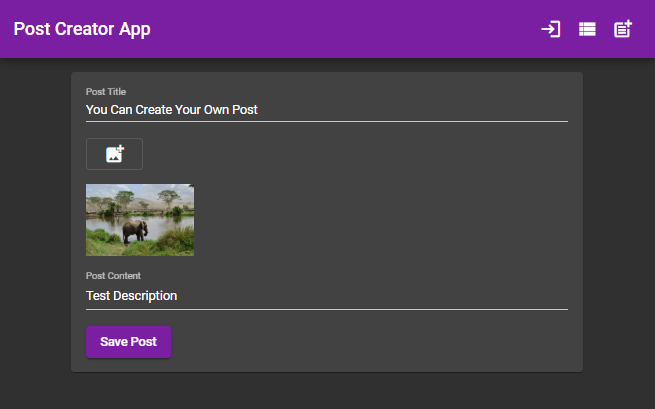 Post Creator App
Post Title
You Can Create Your Own Post
Post Content
Test Description
Save Post